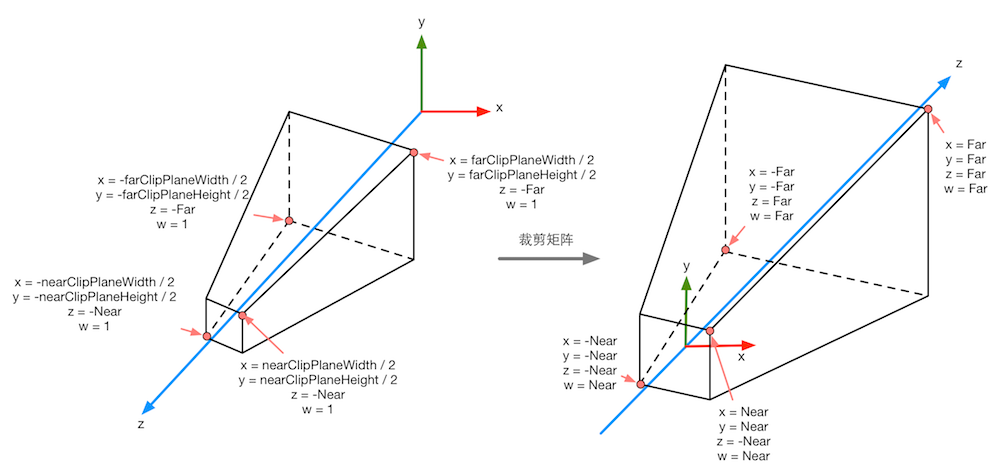 y
x
z
x = -farClipPlaneWidth / 2
y = -farClipPlaneHeight / 2
z = -Far
w = 1
x = farClipPlaneWidth / 2
y = farClipPlaneHeight / 2
z = -Far
w = 1
x = -nearClipPlaneWidth / 2
y = -nearClipPlaneHeight / 2
z = -Near
w = 1
x = nearClipPlaneWidth / 2
y = nearClipPlaneHeight / 2
z = -Near
w = 1
裁剪矩阵
z
y
x
x = Far
y = Far
z = Far
w = Far
x = -Far
y = -Far
z = Far
w = Far
x = -Near
y = -Near
z = -Near
w = Near
x = Near
y = Near
z = -Near
w = Near